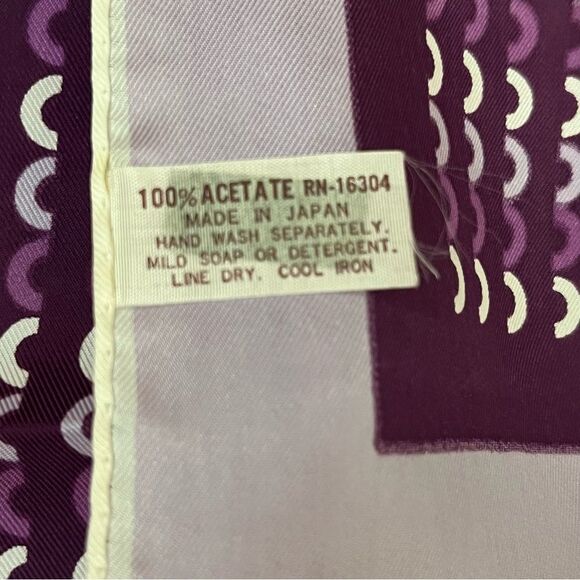 100% ACETATE RN-16304
MADE IN JAPAN
HAND WASH SEPARATELY.
MILD SOAP OR DETERGENT.
LINE DRY. COOL IRON